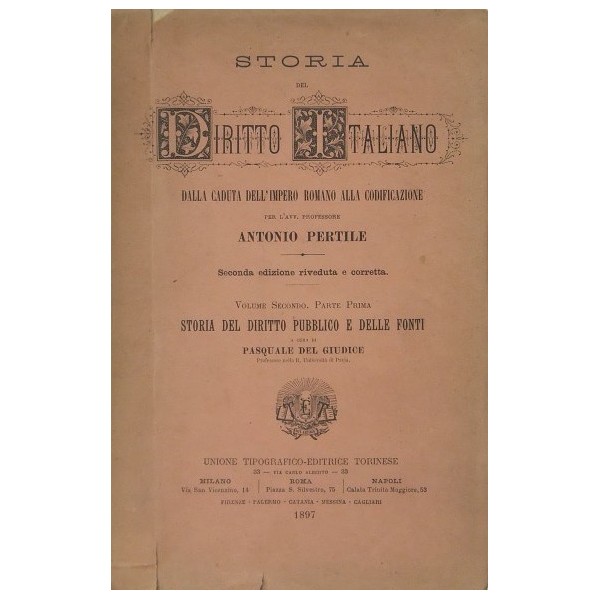 STORIA
DEL
DIRITTO ITALIANO
DALLA CADUTA DELL'IMPERO ROMANO ALLA CODIFICAZIONE
PER L'AVV. PROFESSORE
ANTONIO PERTILE
Seconda edizione riveduta e corretta.
VOLUME SECONDO. PARTE PRIMA
STORIA DEL DIRITTO PUBBLICO E DELLE FONTI
A CURA DI
PASQUALE DEL GIUDICE
Professore nella R. Università di Pavia.
UTET
UNIONE TIPOGRAFICO-EDITRICE TORINESE
33 — VIA CARLO ALBERTO — 33
MILANO ROMA NAPOLI
Via San Vicenzino, 14 Piazza S. Silvestro, 75 Calata Trinità Maggiore, 53
FIRENZE - PALERMO - CATANIA - MESSINA - CAGLIARI
1897